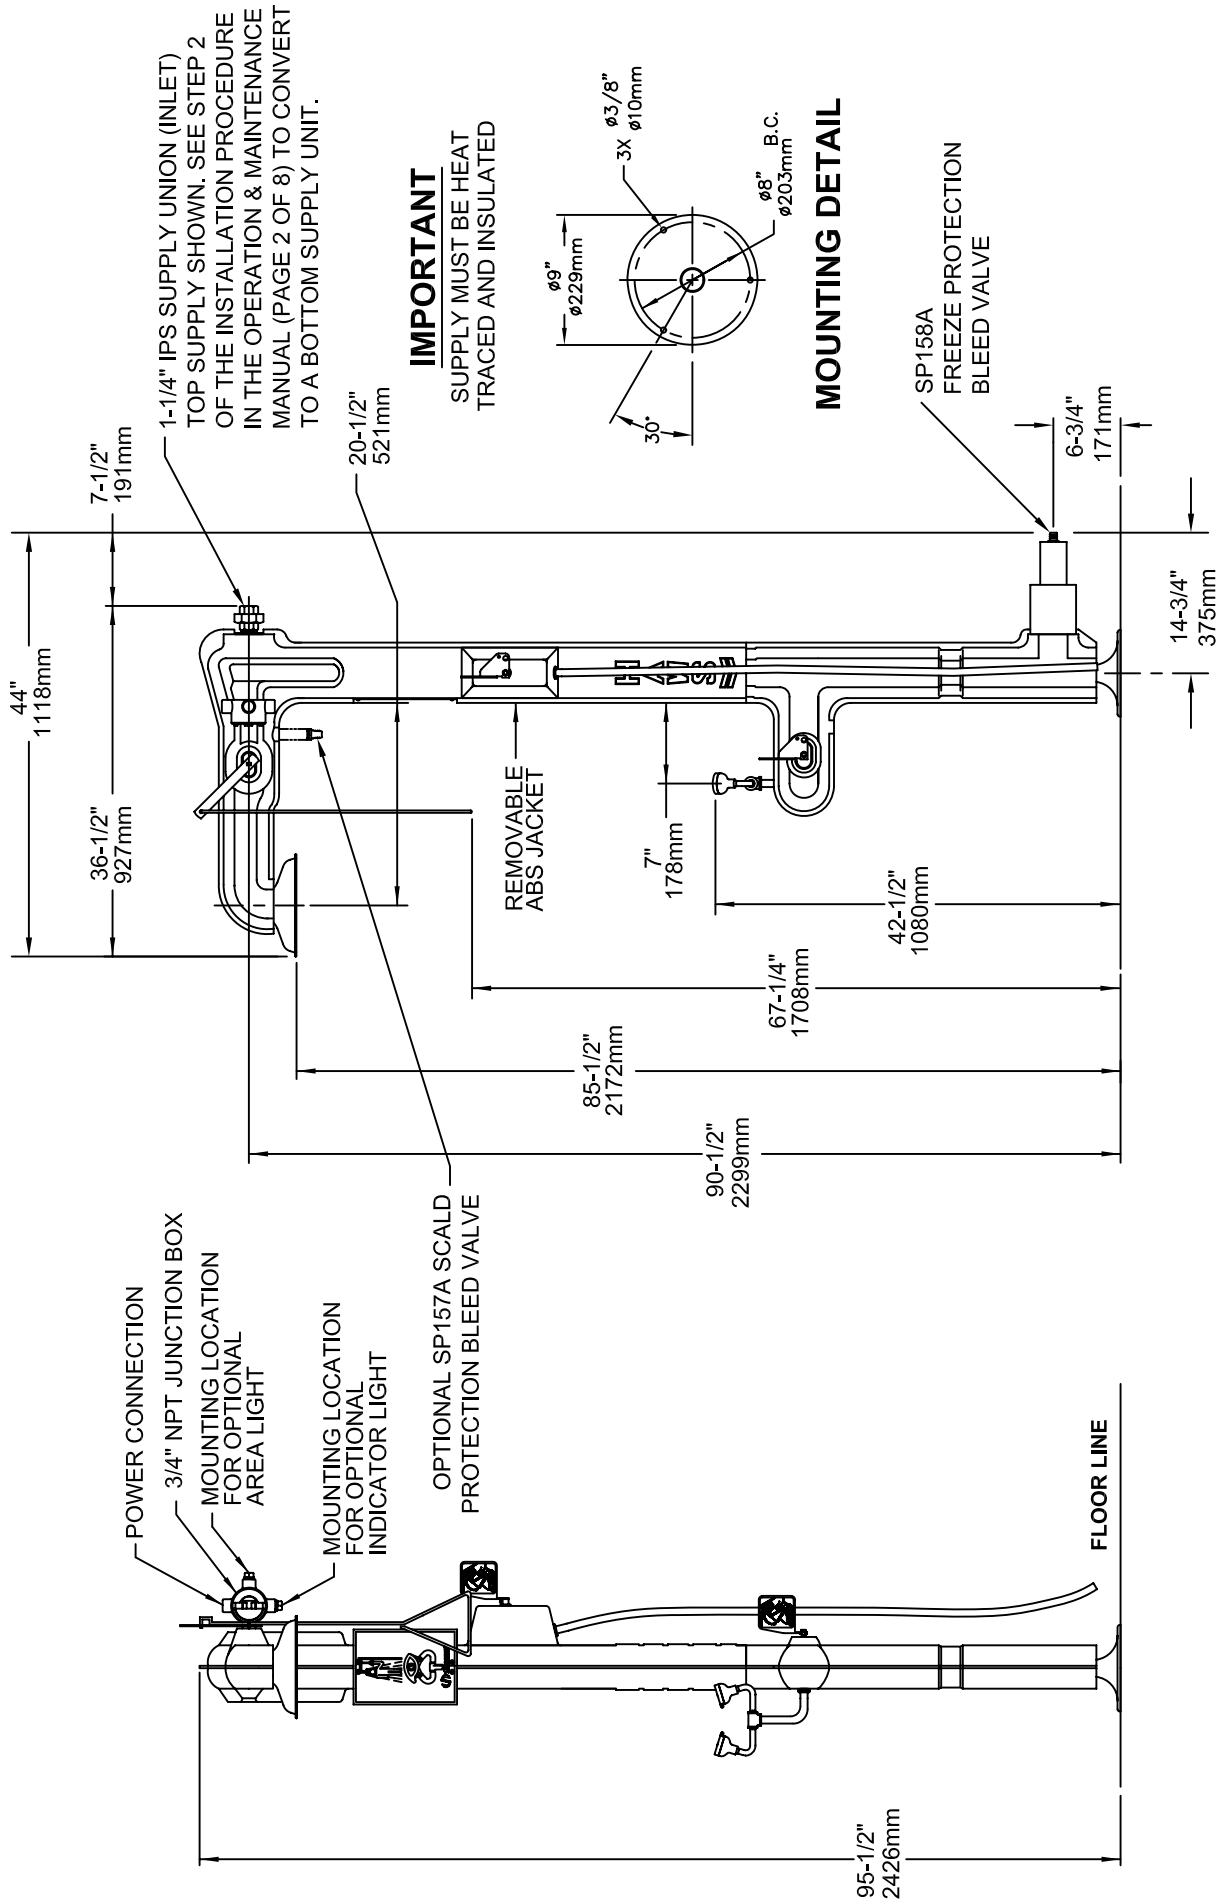 44"
1118mm
36-1/2"
927mm
7-1/2"
191mm
1-1/4" IPS SUPPLY UNION (INLET)
TOP SUPPLY SHOWN. SEE STEP 2
OF THE INSTALLATION PROCEDURE
IN THE OPERATION & MAINTENANCE
MANUAL (PAGE 2 OF 8) TO CONVERT
TO A BOTTOM SUPPLY UNIT.
20-1/2"
521mm
IMPORTANT
SUPPLY MUST BE HEAT
TRACED AND INSULATED
ø9"
ø229mm
3X ø3/8"
ø10mm
30°
ø8" B.C.
ø203mm
MOUNTING DETAIL
SP158A
FREEZE PROTECTION
BLEED VALVE
6-3/4"
171mm
14-3/4"
375mm
HAWS
REMOVABLE
ABS JACKET
7"
178mm
42-1/2"
1080mm
67-1/4"
1708mm
85-1/2"
2172mm
90-1/2"
2299mm
POWER CONNECTION
3/4" NPT JUNCTION BOX
MOUNTING LOCATION
FOR OPTIONAL
AREA LIGHT
MOUNTING LOCATION
FOR OPTIONAL
INDICATOR LIGHT
OPTIONAL SP157A SCALD
PROTECTION BLEED VALVE
FLOOR LINE
95-1/2"
2426mm